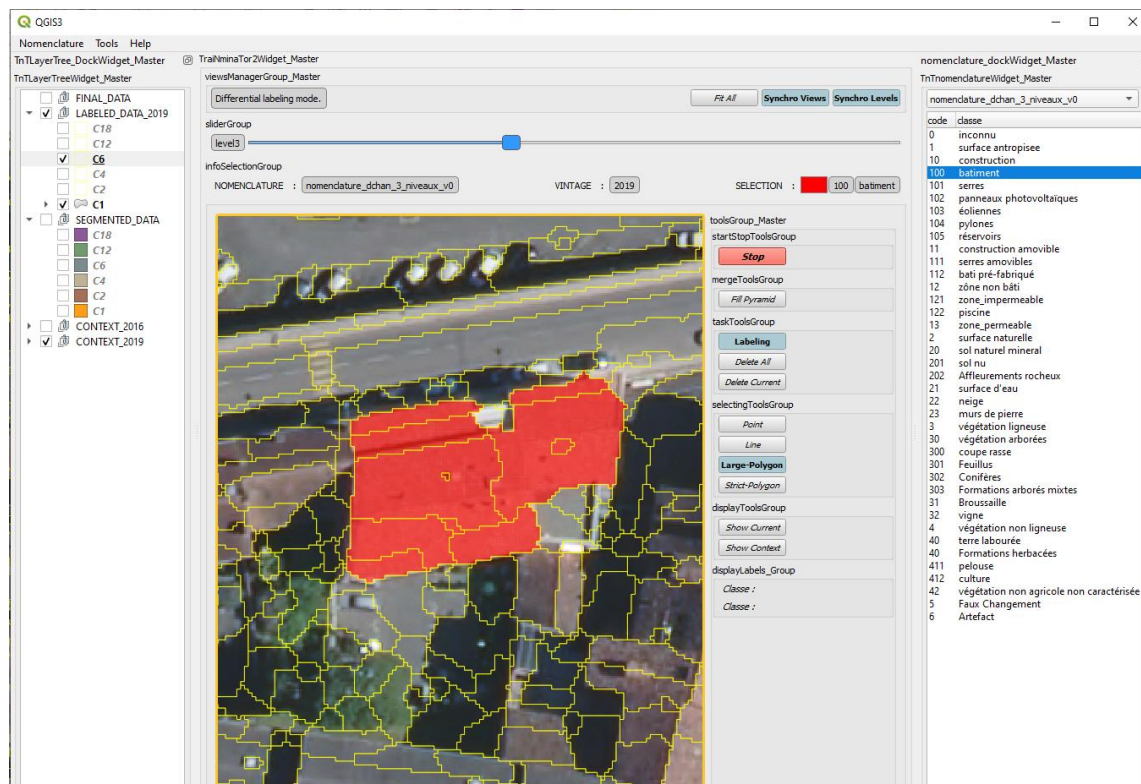 QGIS3
Nomenclature Tools Help
TnTLayerTree_DockWidget_Master
TnTLayerTreeWidget_Master
FINAL_DATA
LABELED_DATA_2019
C18
C12
C6
C4
C2
C1
SEGMENTED_DATA
C18
C12
C6
C4
C2
C1
CONTEXT_2016
CONTEXT_2019
TraiNminaTor2Widget_Master
viewsManagerGroup_Master
Differential labeling mode. Fit All Synchro Views Synchro Levels
sliderGroup
level3
infoSelectionGroup
NOMENCLATURE : nomenclature_dchan_3_niveaux_v0 VINTAGE : 2019 SELECTION : 100 batiment
toolsGroup_Master
startStopToolsGroup
Stop
mergeToolsGroup
Fill Pyramid
taskToolsGroup
Labeling
Delete All
Delete Current
selectingToolsGroup
Point
Line
Large-Polygon
Strict-Polygon
displayToolsGroup
Show Current
Show Context
displayLabels_Group
Classe :
Classe :
nomenclature_dockWidget_Master
TnTnomenclatureWidget_Master
nomenclature_dchan_3_niveaux_v0
code classe
0 inconnu
1 surface antropisee
10 construction
100 batiment
101 serres
102 panneaux photovoltaïques
103 éoliennes
104 pylones
105 réservoirs
11 construction amovible
111 serres amovibles
112 bati pré-fabriqué
12 zône non bâti
121 zone_impermeable
122 piscine
13 zone_permeable
2 surface naturelle
20 sol naturel mineral
201 sol nu
202 Affleurements rocheux
21 surface d'eau
22 neige
23 murs de pierre
3 végétation ligneuse
30 végétation arborées
300 coupe rasse
301 Feuillus
302 Conifères
303 Formations arborés mixtes
31 Broussaille
32 vigne
4 végétation non ligneuse
40 terre labourée
40 Formations herbacées
411 pelouse
412 culture
42 végétation non agricole non caractérisée
5 Faux Changement
6 Artefact